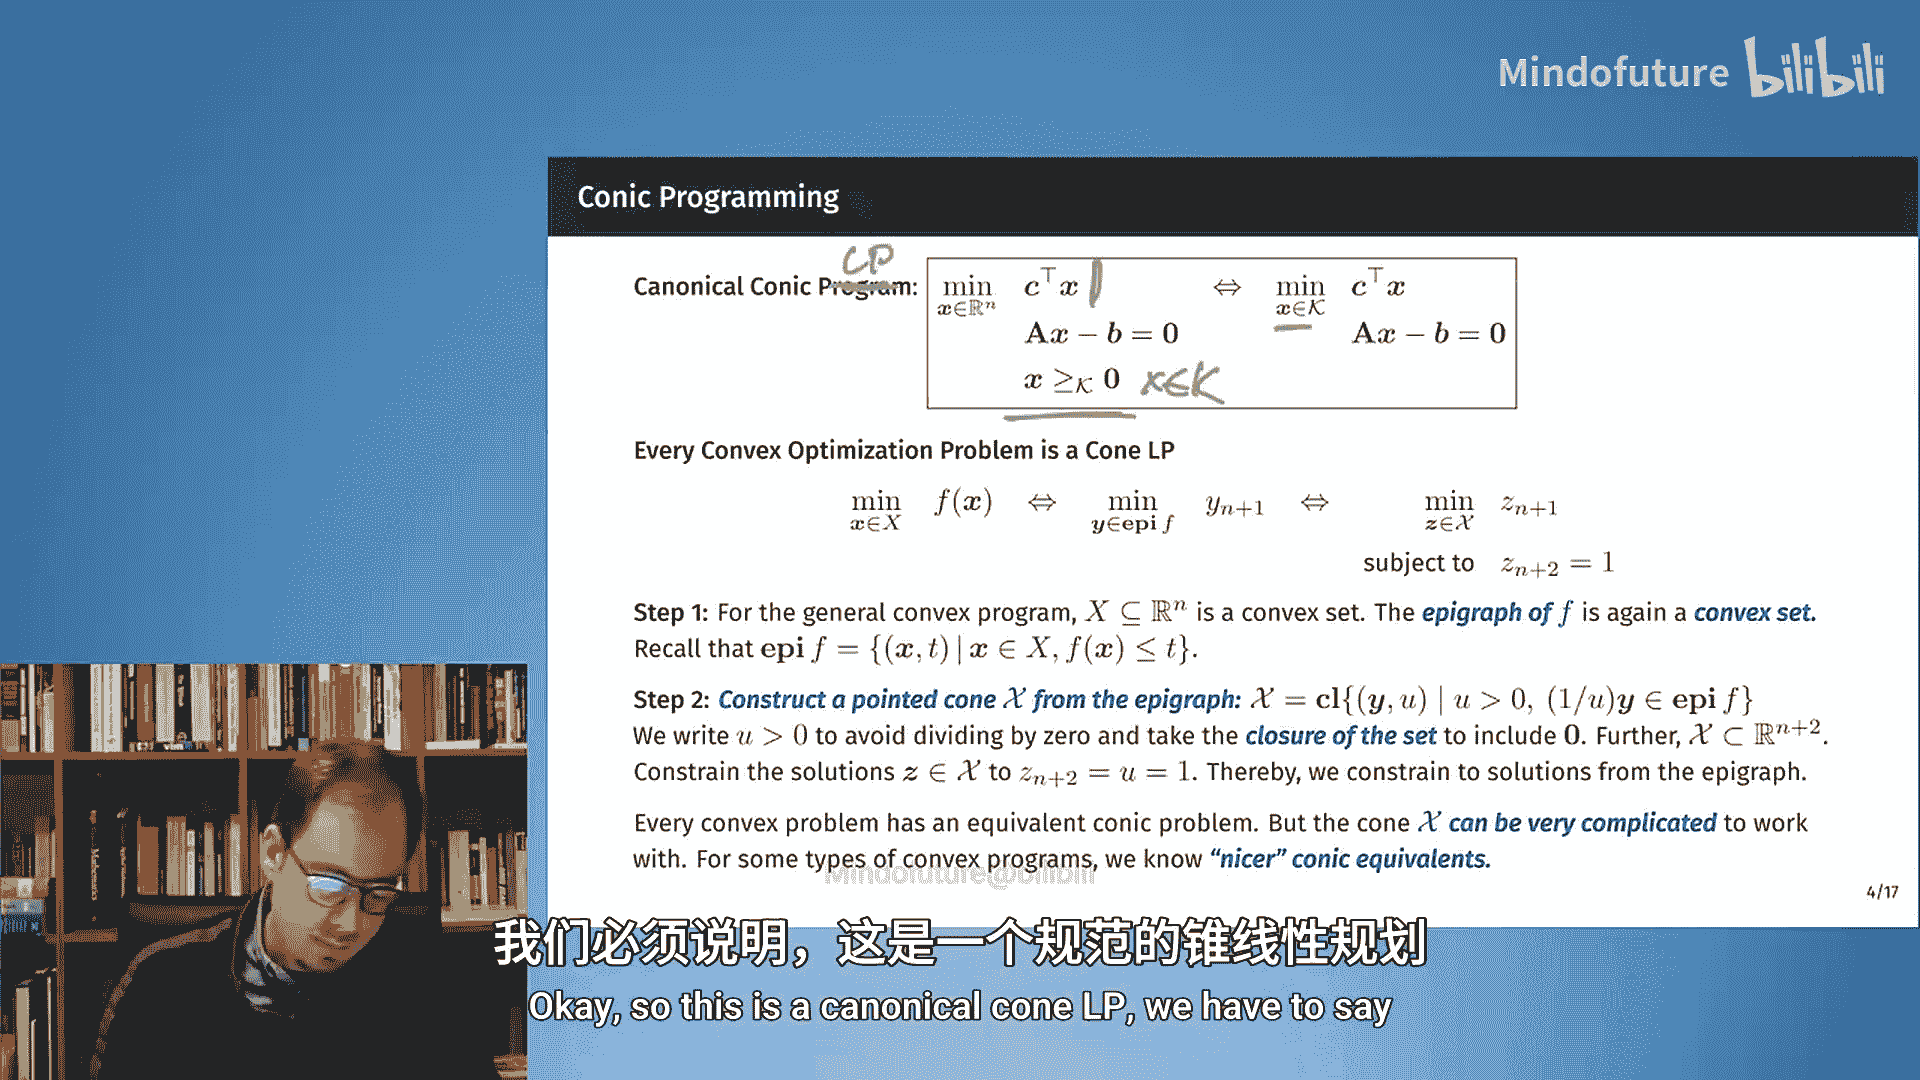 Mindofuture bilibili
Conic Programming
CP
Canonical Conic Program: min c⊤x ⇔ min c⊤x
x∈ℝⁿ x∈𝒦
Ax − b = 0 Ax − b = 0
x ≥𝒦 0 x∈K
Every Convex Optimization Problem is a Cone LP
min f(x) ⇔ min yₙ₊₁ ⇔ min zₙ₊₁
x∈X y∈epi f z∈𝒳
subject to zₙ₊₂ = 1
Step 1: For the general convex program, X ⊆ ℝⁿ is a convex set. The epigraph of f is again a convex set.
Recall that epi f = {(x, t) | x ∈ X, f(x) ≤ t}.
Step 2: Construct a pointed cone 𝒳 from the epigraph: 𝒳 = cl{(y, u) | u > 0, (1/u)y ∈ epi f}
We write u > 0 to avoid dividing by zero and take the closure of the set to include 0. Further, 𝒳 ⊂ ℝⁿ⁺².
Constrain the solutions z ∈ 𝒳 to zₙ₊₂ = u = 1. Thereby, we constrain to solutions from the epigraph.
Every convex problem has an equivalent conic problem. But the cone 𝒳 can be very complicated to work
with. For some types of convex programs, we know “nicer” conic equivalents.
Mindofuture@bilibili
4/17
我们必须说明，这是一个规范的锥线性规划
Okay, so this is a canonical cone LP, we have to say